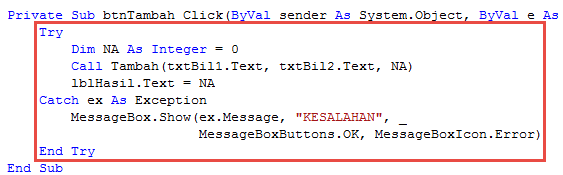 Private Sub btnTambah_Click(ByVal sender As System.Object, ByVal e As
Try
Dim NA As Integer = 0
Call Tambah(txtBil1.Text, txtBil2.Text, NA)
lblHasil.Text = NA
Catch ex As Exception
MessageBox.Show(ex.Message, "KESALAHAN", _
MessageBoxButtons.OK, MessageBoxIcon.Error)
End Try
End Sub